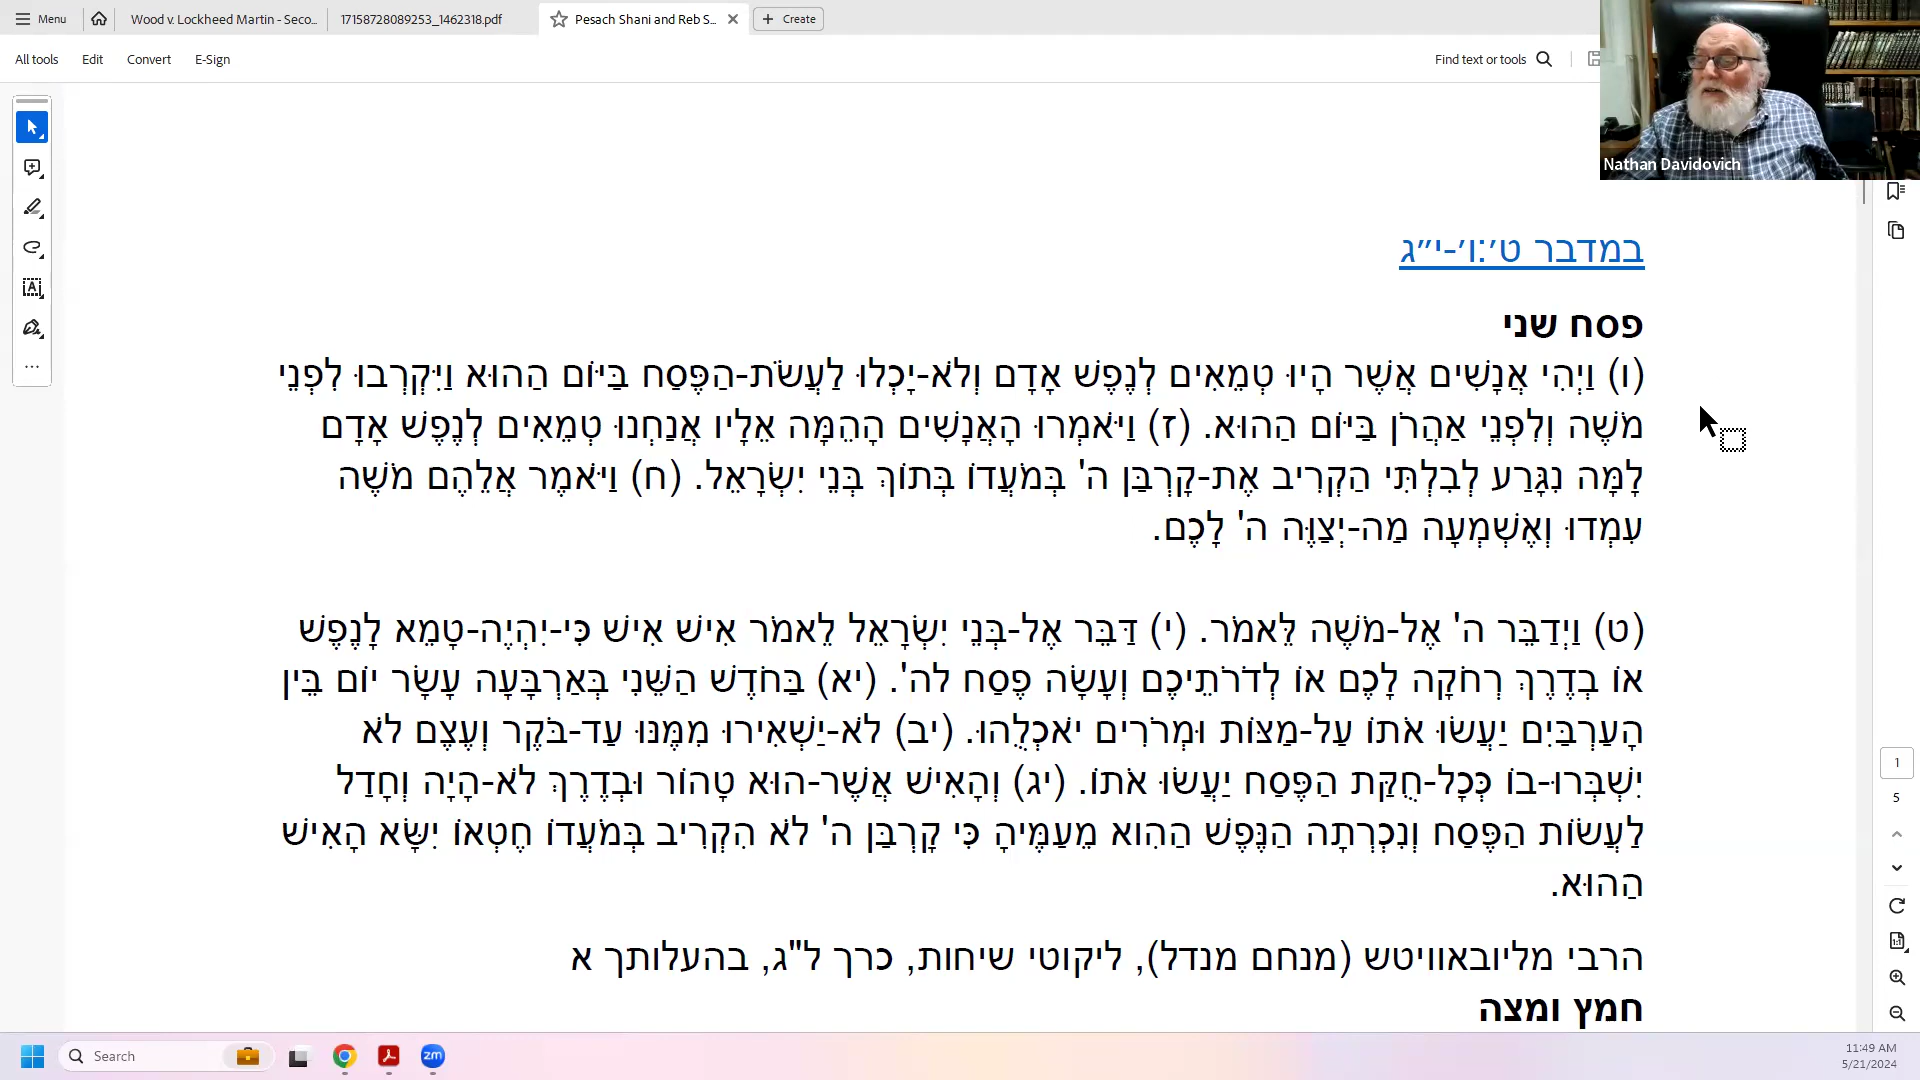 Menu
Wood v. Lockheed Martin - Seco...
17158728089253_1462318.pdf
Pesach Shani and Reb S...
Create
All tools
Edit
Convert
E-Sign
Find text or tools
Nathan Davidovich
במדבר ט׳:ו׳-י״ג
פסח שני
(ו) וַיְהִי אֲנָשִׁים אֲשֶׁר הָיוּ טְמֵאִים לְנֶפֶשׁ אָדָם וְלֹא-יָכְלוּ לַעֲשֹׂת-הַפֶּסַח בַּיּוֹם הַהוּא וַיִּקְרְבוּ לִפְנֵי
מֹשֶׁה וְלִפְנֵי אַהֲרֹן בַּיּוֹם הַהוּא. (ז) וַיֹּאמְרוּ הָאֲנָשִׁים הָהֵמָּה אֵלָיו אֲנַחְנוּ טְמֵאִים לְנֶפֶשׁ אָדָם
לָמָּה נִגָּרַע לְבִלְתִּי הַקְרִיב אֶת-קָרְבַּן ה' בְּמֹעֲדוֹ בְּתוֹךְ בְּנֵי יִשְׂרָאֵל. (ח) וַיֹּאמֶר אֲלֵהֶם מֹשֶׁה
עִמְדוּ וְאֶשְׁמְעָה מַה-יְצַוֶּה ה' לָכֶם.
(ט) וַיְדַבֵּר ה' אֶל-מֹשֶׁה לֵּאמֹר. (י) דַּבֵּר אֶל-בְּנֵי יִשְׂרָאֵל לֵאמֹר אִישׁ אִישׁ כִּי-יִהְיֶה-טָמֵא לָנֶפֶשׁ
אוֹ בְדֶרֶךְ רְחֹקָה לָכֶם אוֹ לְדֹרֹתֵיכֶם וְעָשָׂה פֶסַח לה'. (יא) בַּחֹדֶשׁ הַשֵּׁנִי בְּאַרְבָּעָה עָשָׂר יוֹם בֵּין
הָעַרְבַּיִם יַעֲשׂוּ אֹתוֹ עַל-מַצּוֹת וּמְרֹרִים יֹאכְלֻהוּ. (יב) לֹא-יַשְׁאִירוּ מִמֶּנּוּ עַד-בֹּקֶר וְעֶצֶם לֹא
יִשְׁבְּרוּ-בוֹ כְּכָל-חֻקַּת הַפֶּסַח יַעֲשׂוּ אֹתוֹ. (יג) וְהָאִישׁ אֲשֶׁר-הוּא טָהוֹר וּבְדֶרֶךְ לֹא-הָיָה וְחָדַל
לַעֲשׂוֹת הַפֶּסַח וְנִכְרְתָה הַנֶּפֶשׁ הַהִוא מֵעַמֶּיהָ כִּי קָרְבַּן ה' לֹא הִקְרִיב בְּמֹעֲדוֹ חֶטְאוֹ יִשָּׂא הָאִישׁ
הַהוּא.
הרבי מליובאוויטש (מנחם מנדל), ליקוטי שיחות, כרך ל"ג, בהעלותך א
חמץ ומצה
1
5
Search
zm
11:49 AM
5/21/2024